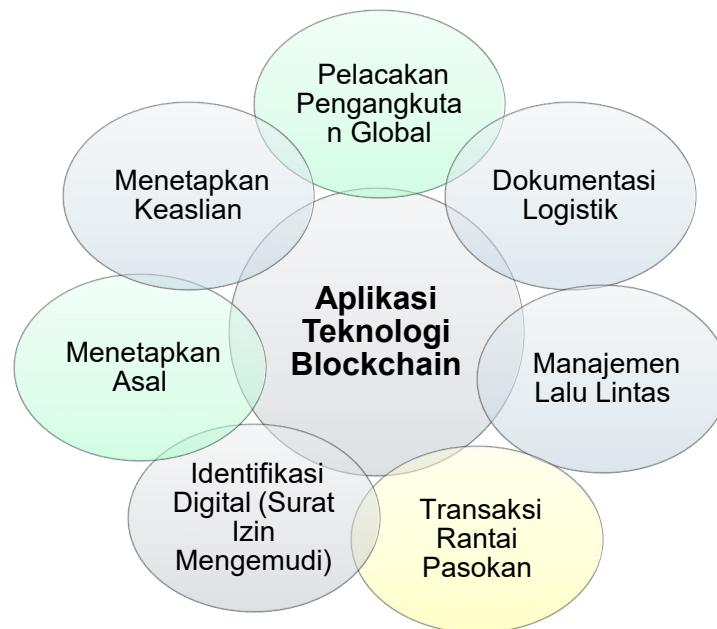 Pelacakan
Pengangkuta
n Global
Dokumentasi
Logistik
Manajemen
Lalu Lintas
Transaksi
Rantai
Pasokan
Identifikasi
Digital (Surat
Izin
Mengemudi)
Menetapkan
Asal
Menetapkan
Keaslian
Aplikasi
Teknologi
Blockchain